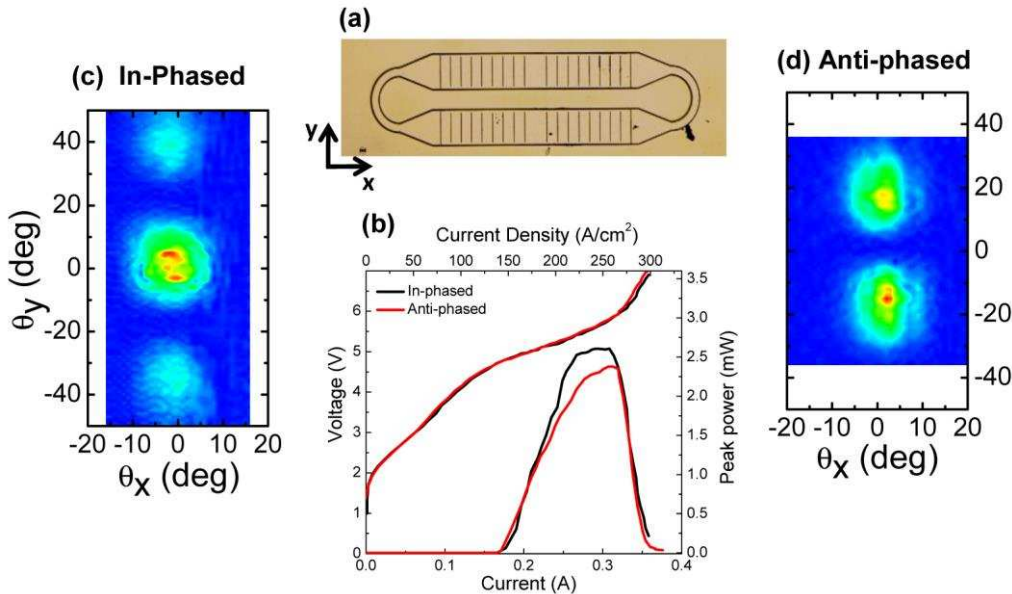 (a)
y
x
(c) In-Phased
40
20
0
-20
-40
-20 -10 0 10 20
θy (deg)
θx (deg)
(b)
Current Density (A/cm²)
0 50 100 150 200 250 300
In-phased
Anti-phased
6
5
4
3
2
1
0
Voltage (V)
3.5
3.0
2.5
2.0
1.5
1.0
0.5
0.0
Peak power (mW)
0.0 0.1 0.2 0.3 0.4
Current (A)
(d) Anti-phased
40
20
0
-20
-40
-20 -10 0 10 20
θx (deg)